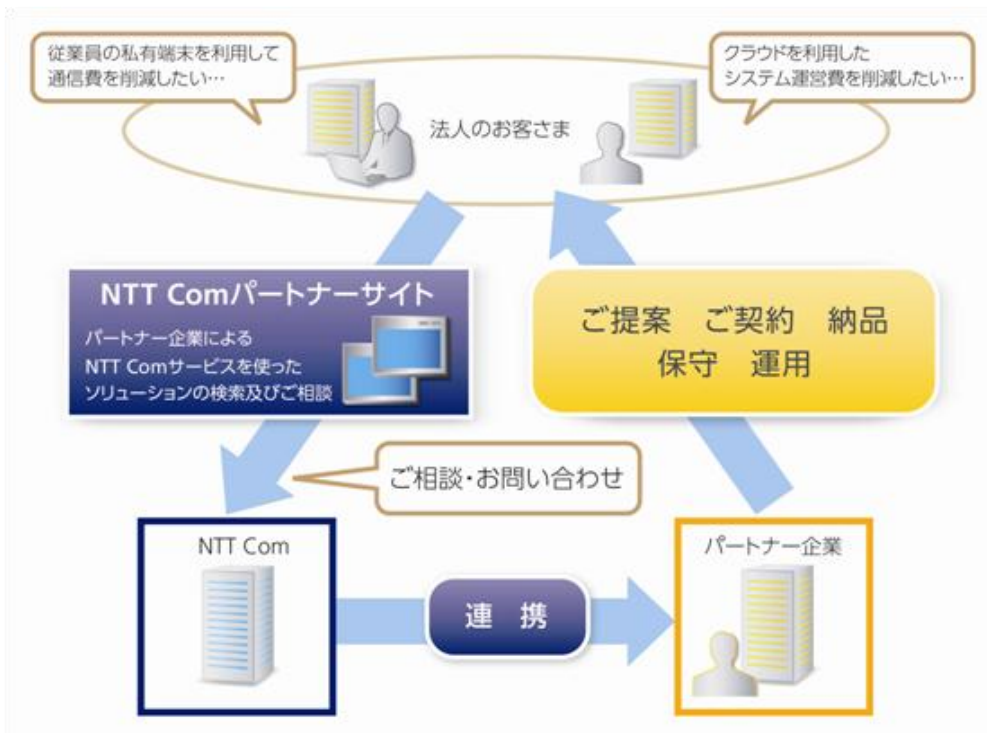 従業員の私有端末を利用して
通信費を削減したい…
クラウドを利用した
システム運営費を削減したい…
法人のお客さま
NTT Comパートナーサイト
パートナー企業による
NTT Comサービスを使った
ソリューションの検索及びご相談
ご提案　ご契約　納品
保守　運用
ご相談・お問い合わせ
NTT Com
連　携
パートナー企業